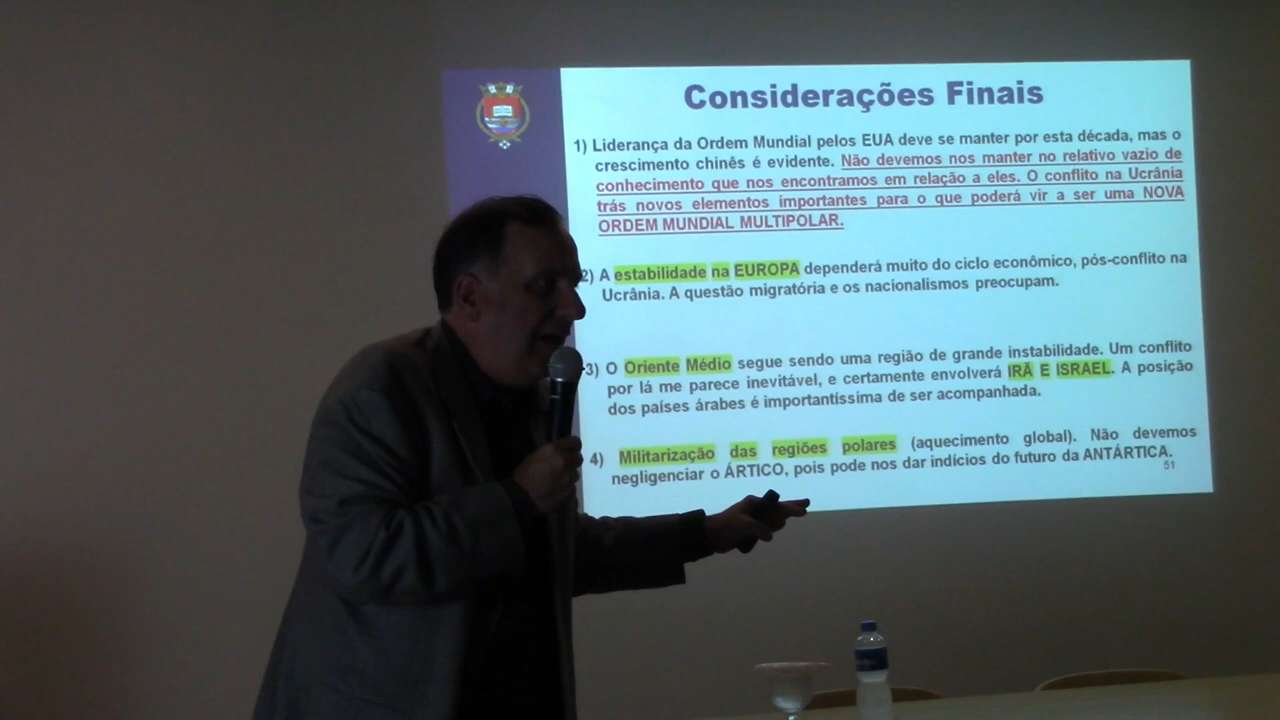 Considerações Finais
1) Liderança da Ordem Mundial pelos EUA deve se manter por esta década, mas o
crescimento chinês é evidente. Não devemos nos manter no relativo vazio de
conhecimento que nos encontramos em relação a eles. O conflito na Ucrânia
trás novos elementos importantes para o que poderá vir a ser uma NOVA
ORDEM MUNDIAL MULTIPOLAR.
2) A estabilidade na EUROPA dependerá muito do ciclo econômico, pós-conflito na
Ucrânia. A questão migratória e os nacionalismos preocupam.
3) O Oriente Médio segue sendo uma região de grande instabilidade. Um conflito
por lá me parece inevitável, e certamente envolverá IRÃ E ISRAEL. A posição
dos países árabes é importantíssima de ser acompanhada.
4) Militarização das regiões polares (aquecimento global). Não devemos
negligenciar o ÁRTICO, pois pode nos dar indícios do futuro da ANTÁRTICA.
51